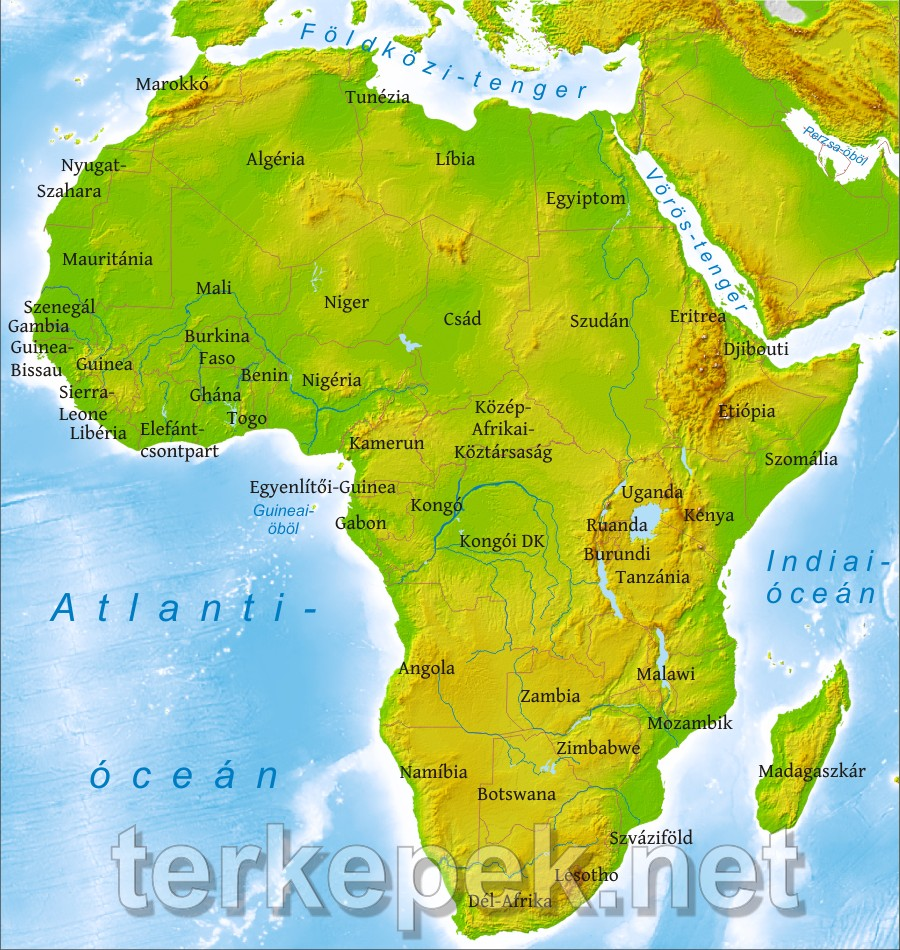 Földközi-tenger
Marokkó
Tunézia
Perzsa-öböl
Algéria
Líbia
Nyugat-
Szahara
Egyiptom
Vörös-tenger
Mauritánia
Mali
Niger
Csád
Szudán
Eritrea
Szenegál
Gambia
Guinea-
Bissau
Guinea
Burkina
Faso
Djibouti
Benin
Nigéria
Sierra-
Leone
Ghána
Togo
Libéria
Elefánt-
csontpart
Közép-
Afrikai-
Köztársaság
Etiópia
Kamerun
Szomália
Egyenlítői-Guinea
Guineai-
öböl
Gabon
Kongó
Kongói DK
Uganda
Ruanda
Kenya
Burundi
Tanzánia
Indiai-
óceán
Atlanti-
óceán
Angola
Zambia
Malawi
Mozambik
Zimbabwe
Namíbia
Botswana
Madagaszkár
Szváziföld
Lesotho
Dél-Afrika
terkepek.net